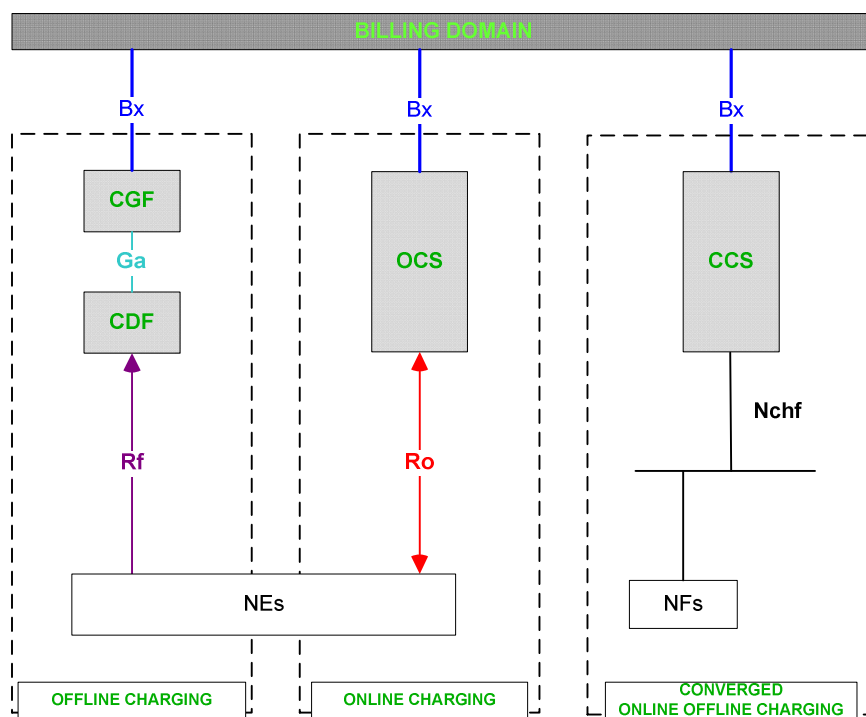 BILLING DOMAIN
Bx
Bx
Bx
CGF
Ga
CDF
OCS
CCS
Nchf
Rf
Ro
NEs
NFs
OFFLINE CHARGING
ONLINE CHARGING
CONVERGED
ONLINE OFFLINE CHARGING